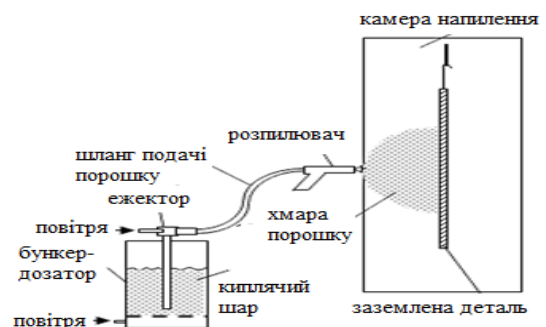 камера напилення
розпилювач
шланг подачі
порошку
ежектор
повітря
бункер-
дозатор
киплячий
шар
повітря
хмара
порошку
заземлена деталь